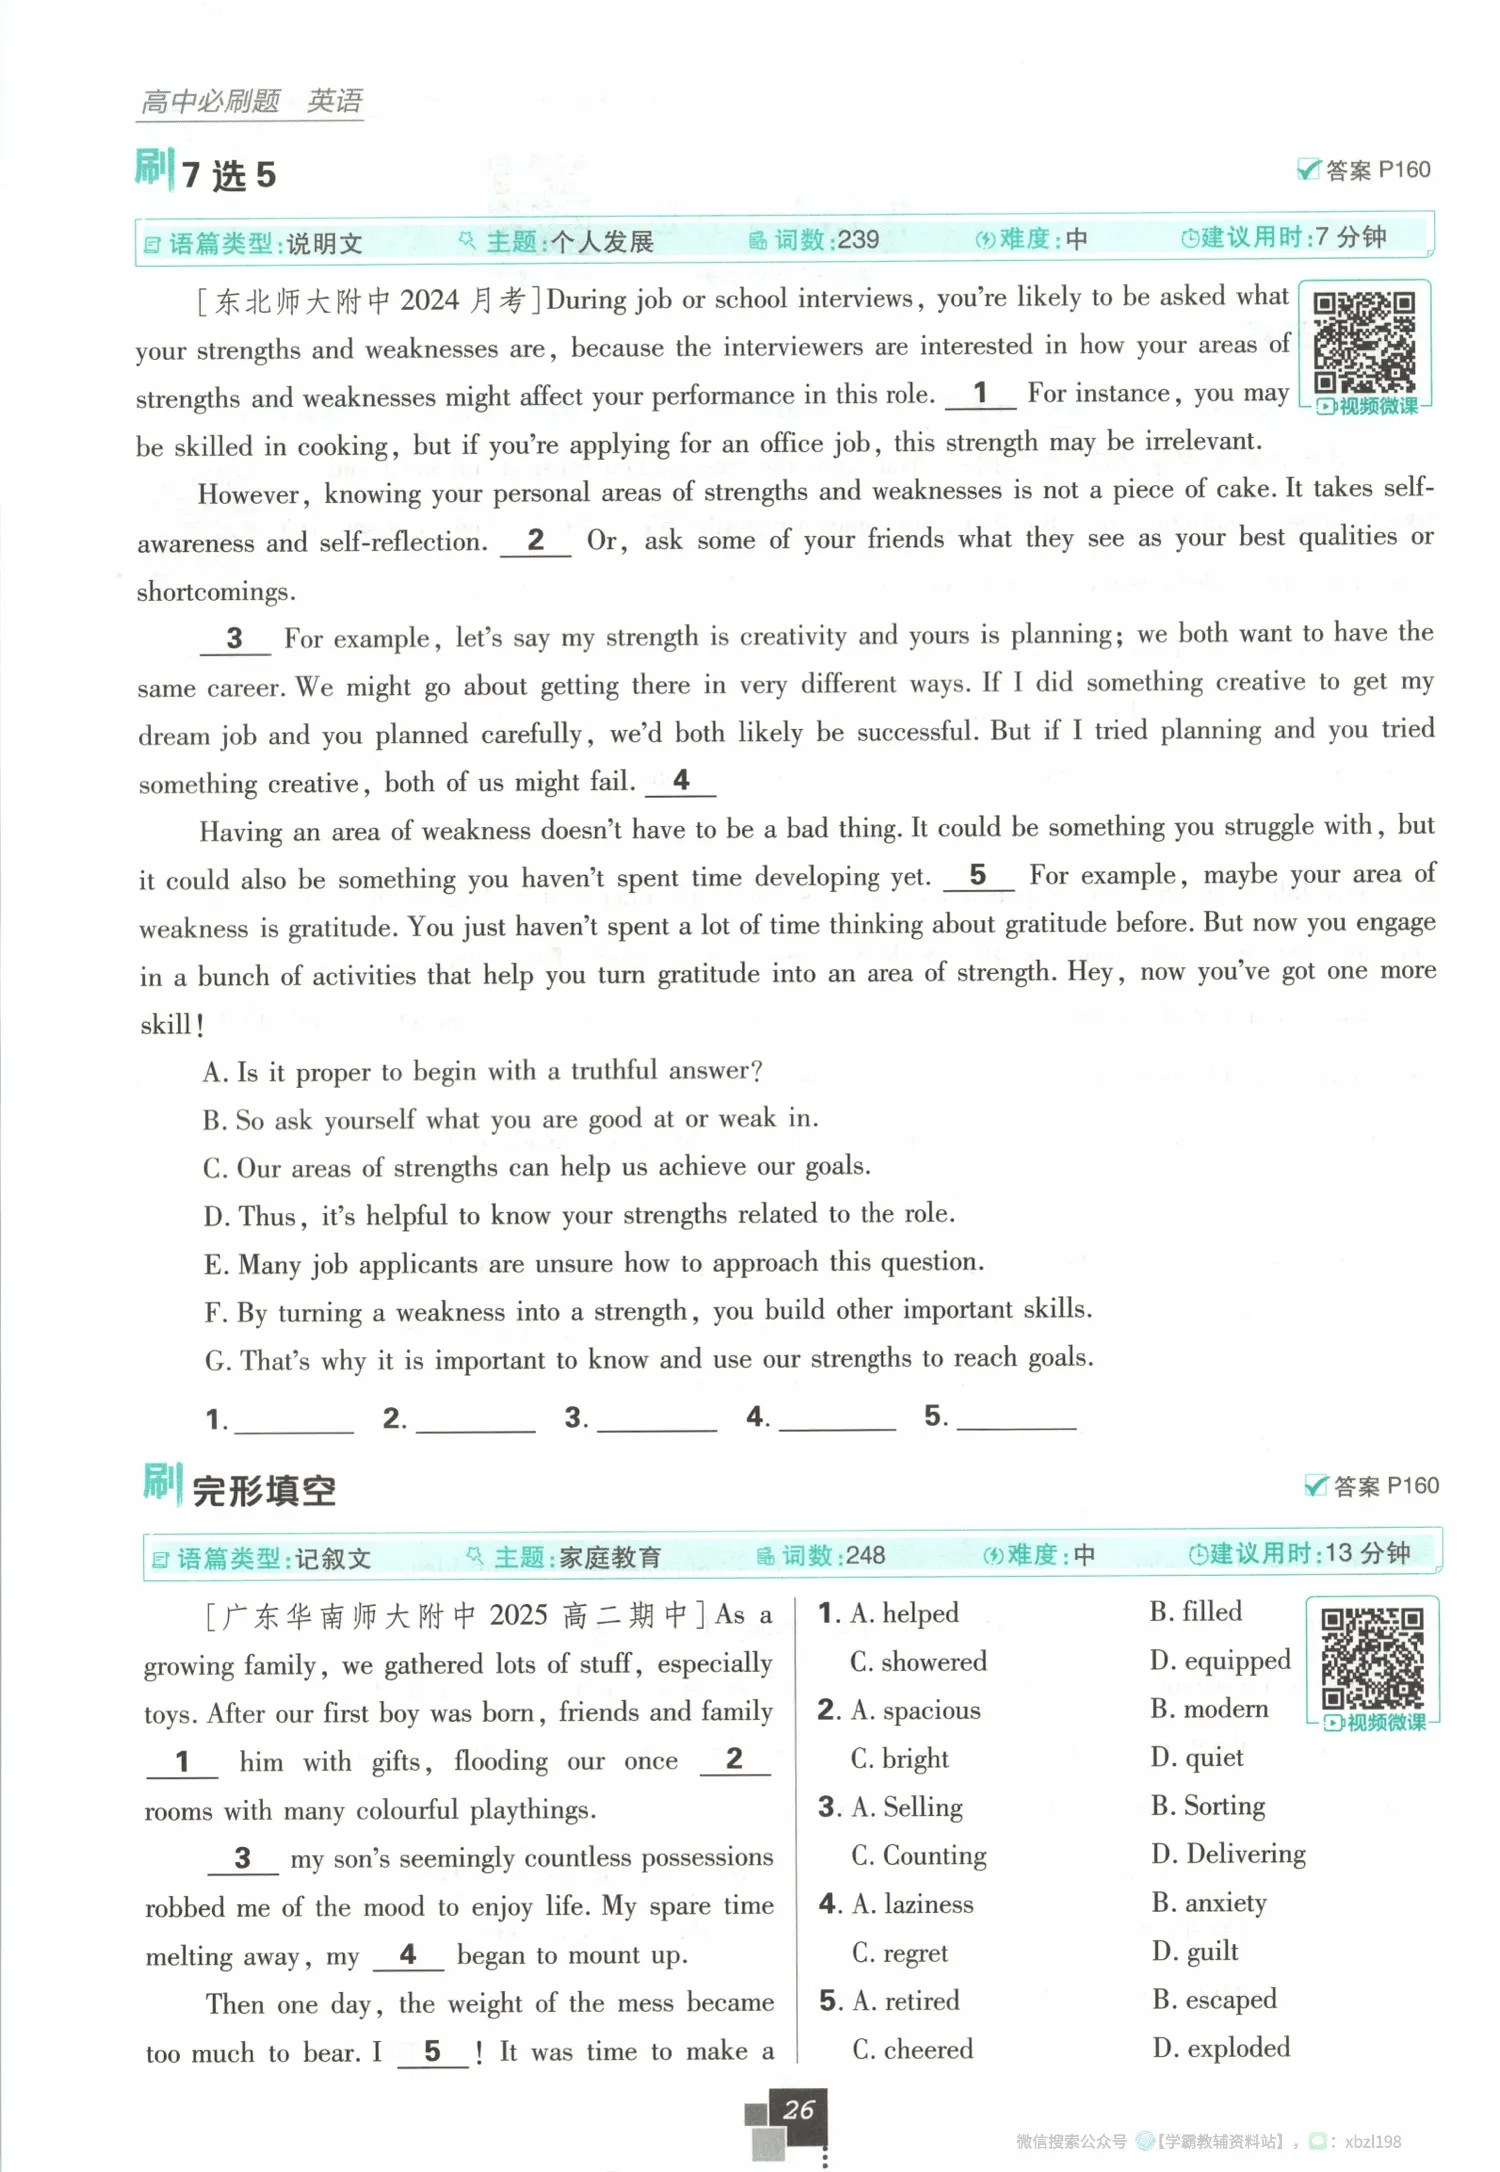 高中必刷题 英语
刷 7 选 5
答案 P160
语篇类型:说明文 主题:个人发展 词数:239 难度:中 建议用时:7 分钟
[东北师大附中 2024 月考]During job or school interviews, you're likely to be asked what
your strengths and weaknesses are, because the interviewers are interested in how your areas of
strengths and weaknesses might affect your performance in this role. 1 For instance, you may
be skilled in cooking, but if you're applying for an office job, this strength may be irrelevant.
视频微课
However, knowing your personal areas of strengths and weaknesses is not a piece of cake. It takes self-
awareness and self-reflection. 2 Or, ask some of your friends what they see as your best qualities or
shortcomings.
3 For example, let's say my strength is creativity and yours is planning; we both want to have the
same career. We might go about getting there in very different ways. If I did something creative to get my
dream job and you planned carefully, we'd both likely be successful. But if I tried planning and you tried
something creative, both of us might fail. 4
Having an area of weakness doesn't have to be a bad thing. It could be something you struggle with, but
it could also be something you haven't spent time developing yet. 5 For example, maybe your area of
weakness is gratitude. You just haven't spent a lot of time thinking about gratitude before. But now you engage
in a bunch of activities that help you turn gratitude into an area of strength. Hey, now you've got one more
skill!
A. Is it proper to begin with a truthful answer?
B. So ask yourself what you are good at or weak in.
C. Our areas of strengths can help us achieve our goals.
D. Thus, it's helpful to know your strengths related to the role.
E. Many job applicants are unsure how to approach this question.
F. By turning a weakness into a strength, you build other important skills.
G. That's why it is important to know and use our strengths to reach goals.
1. ________ 2. ________ 3. ________ 4. ________ 5. ________
刷 完形填空
答案 P160
语篇类型:记叙文 主题:家庭教育 词数:248 难度:中 建议用时:13 分钟
[广东华南师大附中 2025 高二期中]As a
growing family, we gathered lots of stuff, especially
toys. After our first boy was born, friends and family
1 him with gifts, flooding our once 2
rooms with many colourful playthings.
3 my son's seemingly countless possessions
robbed me of the mood to enjoy life. My spare time
melting away, my 4 began to mount up.
Then one day, the weight of the mess became
too much to bear. I 5 ! It was time to make a
1. A. helped B. filled
C. showered D. equipped
2. A. spacious B. modern
C. bright D. quiet
3. A. Selling B. Sorting
C. Counting D. Delivering
4. A. laziness B. anxiety
C. regret D. guilt
5. A. retired B. escaped
C. cheered D. exploded
视频微课
26
微信搜索公众号【学霸教辅资料站】，：xbzl198